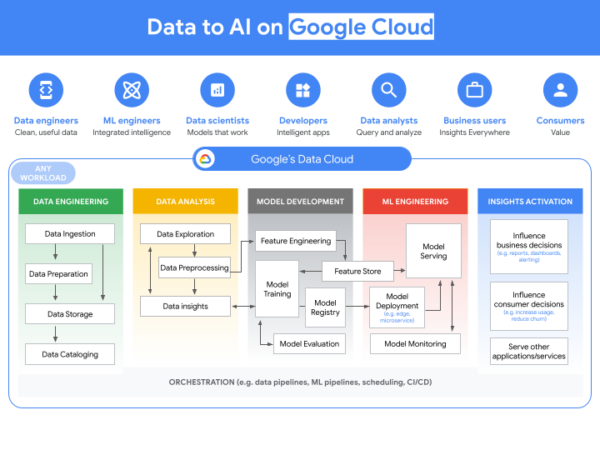 Data to AI on Google Cloud
Data engineers
Clean, useful data
ML engineers
Integrated intelligence
Data scientists
Models that work
Developers
Intelligent apps
Data analysts
Query and analyze
Business users
Insights Everywhere
Consumers
Value
Google's Data Cloud
ANY
WORKLOAD
DATA ENGINEERING
Data Ingestion
Data Preparation
Data Storage
Data Cataloging
DATA ANALYSIS
Data Exploration
Data Preprocessing
Data insights
MODEL DEVELOPMENT
Feature Engineering
Feature Store
Model
Training
Model
Registry
Model Evaluation
ML ENGINEERING
Model
Serving
Model
Deployment
(e.g. edge,
microservice)
Model Monitoring
INSIGHTS ACTIVATION
Influence
business decisions
(e.g. reports, dashboards,
alerting)
Influence
consumer decisions
(e.g. increase usage,
reduce churn)
Serve other
applications/services
ORCHESTRATION (e.g. data pipelines, ML pipelines, scheduling, CI/CD)